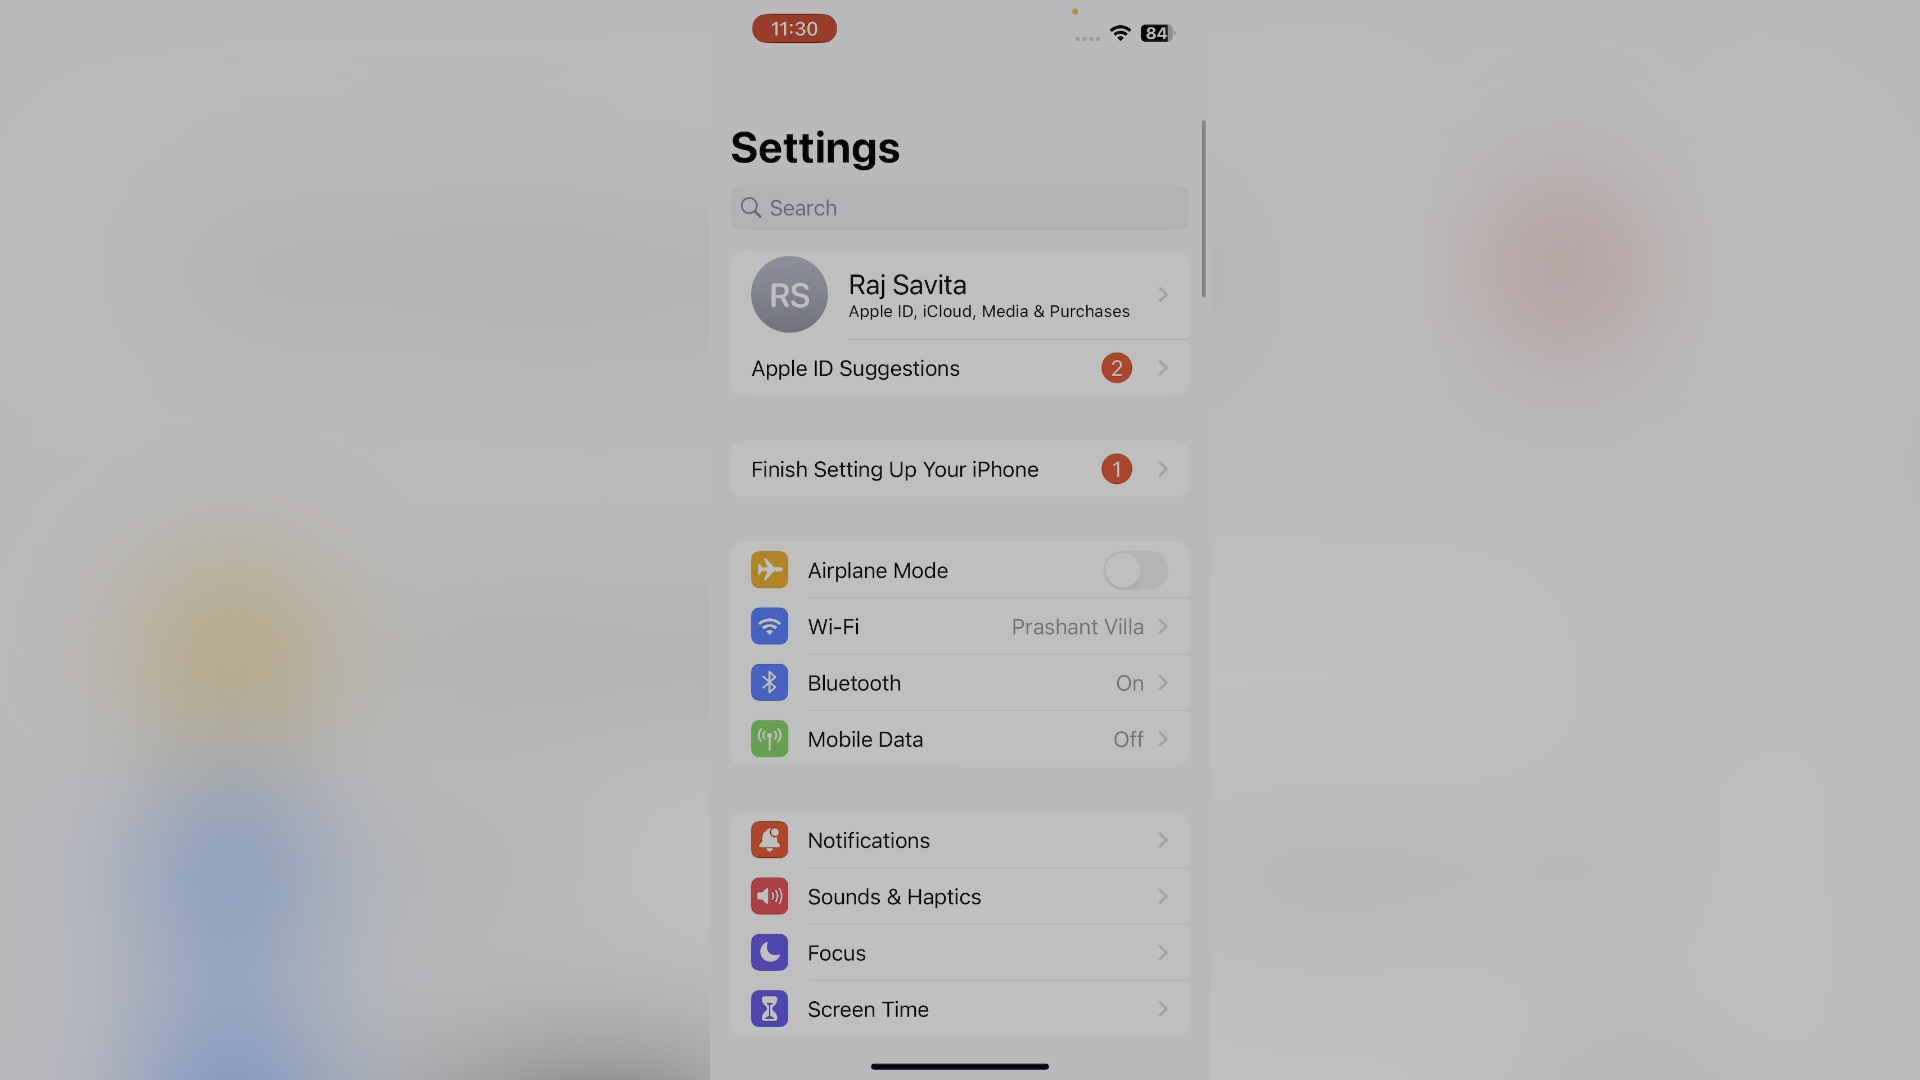 11:30
84
Settings
Search
RS
Raj Savita
Apple ID, iCloud, Media & Purchases
Apple ID Suggestions 2
Finish Setting Up Your iPhone 1
Airplane Mode
Wi-Fi Prashant Villa
Bluetooth On
Mobile Data Off
Notifications
Sounds & Haptics
Focus
Screen Time